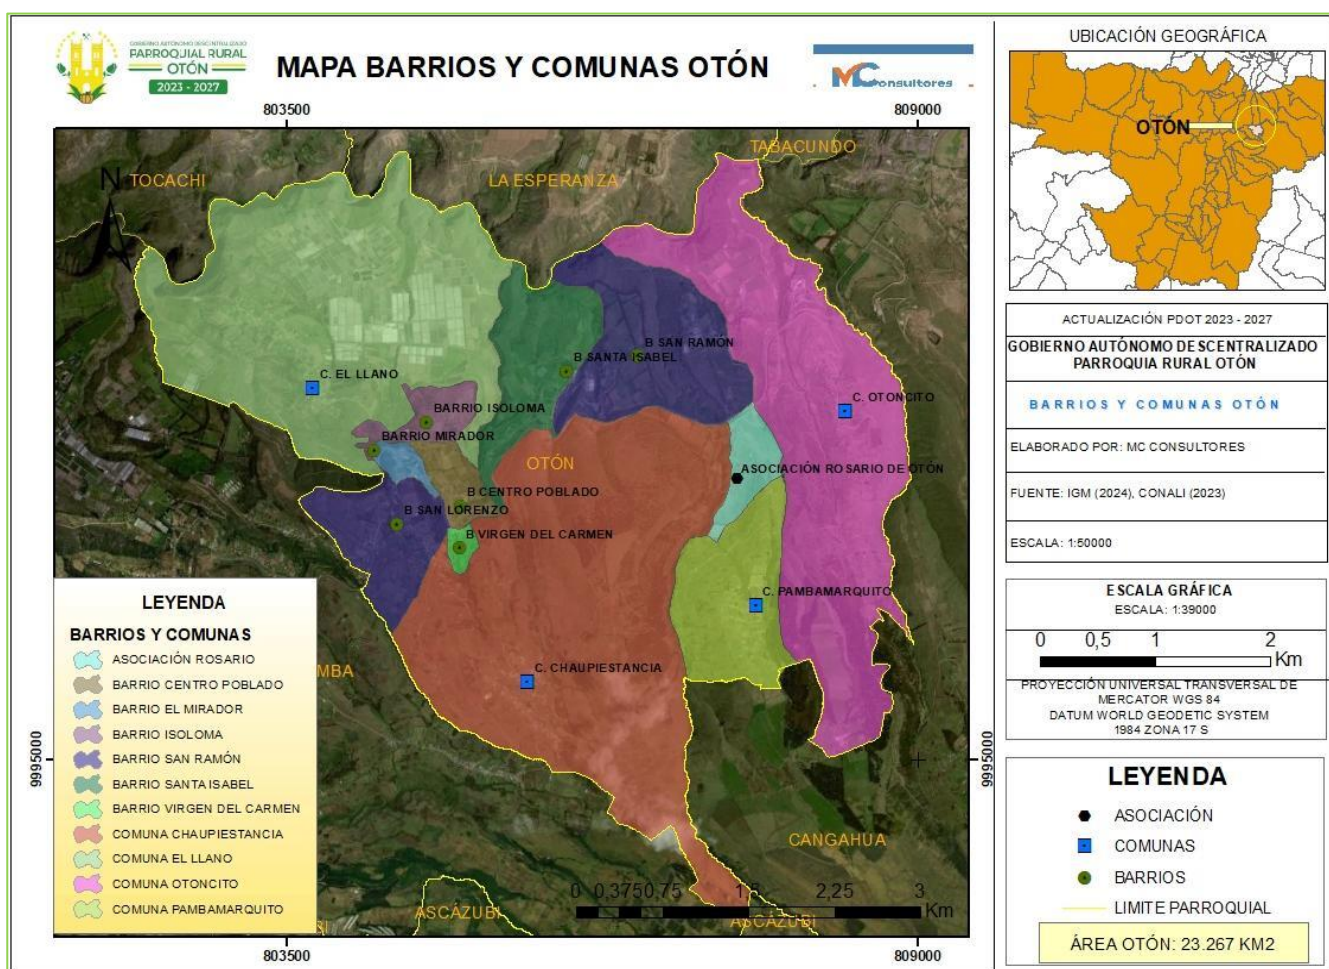 GOBIERNO AUTÓNOMO DESCENTRALIZADO
PARROQUIAL RURAL
OTÓN
2023 - 2027
MAPA BARRIOS Y COMUNAS OTÓN
MC Consultores
803500
809000
N
TOCACHI
LA ESPERANZA
TABACUNDO
C. EL LLANO
B SANTA ISABEL
B SAN RAMÓN
BARRIO ISOLOMA
BARRIO MIRADOR
C. OTONCITO
OTÓN
ASOCIACIÓN ROSARIO DE OTÓN
B CENTRO POBLADO
B SAN LORENZO
B VIRGEN DEL CARMEN
C. PAMBAMARQUITO
C. CHAUPIESTANCIA
MBA
CANGAHUA
ASCÁZUBI
ASCÁZUBI
BI
9995000
9995000
LEYENDA
BARRIOS Y COMUNAS
ASOCIACIÓN ROSARIO
BARRIO CENTRO POBLADO
BARRIO EL MIRADOR
BARRIO ISOLOMA
BARRIO SAN RAMÓN
BARRIO SANTA ISABEL
BARRIO VIRGEN DEL CARMEN
COMUNA CHAUPIESTANCIA
COMUNA EL LLANO
COMUNA OTONCITO
COMUNA PAMBAMARQUITO
0 0,375 0,75 1,5 2,25 3
Km
803500
809000
UBICACIÓN GEOGRÁFICA
OTÓN
ACTUALIZACIÓN PDOT 2023 - 2027
GOBIERNO AUTÓNOMO DESCENTRALIZADO
PARROQUIA RURAL OTÓN
BARRIOS Y COMUNAS OTÓN
ELABORADO POR: MC CONSULTORES
FUENTE: IGM (2024), CONALI (2023)
ESCALA: 1:50000
ESCALA GRÁFICA
ESCALA: 1:39000
0 0,5 1 2
Km
PROYECCIÓN UNIVERSAL TRANSVERSAL DE
MERCATOR WGS 84
DATUM WORLD GEODETIC SYSTEM
1984 ZONA 17 S
LEYENDA
ASOCIACIÓN
COMUNAS
BARRIOS
LIMITE PARROQUIAL
ÁREA OTÓN: 23.267 KM2